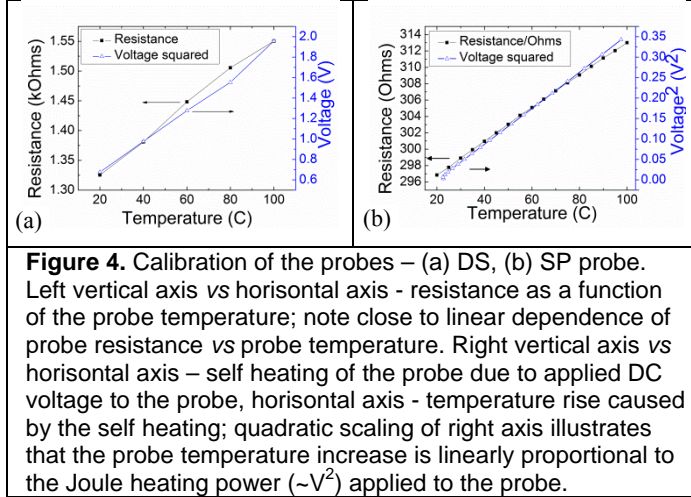 1.55
1.50
1.45
1.40
1.35
1.30
Resistance (kOhms)
Resistance
Voltage squared
2.0
1.8
1.6
1.4
1.2
1.0
0.8
0.6
Voltage (V)
20 40 60 80 100
Temperature (C)
(a)
314
312
310
308
306
304
302
300
298
296
Resistance (Ohms)
Resistance/Ohms
Voltage squared
0.35
0.30
0.25
0.20
0.15
0.10
0.05
0.00
Voltage² (V²)
20 40 60 80 100
Temperature (C)
(b)
Figure 4. Calibration of the probes – (a) DS, (b) SP probe.
Left vertical axis vs horisontal axis - resistance as a function
of the probe temperature; note close to linear dependence of
probe resistance vs probe temperature. Right vertical axis vs
horisontal axis – self heating of the probe due to applied DC
voltage to the probe, horisontal axis - temperature rise caused
by the self heating; quadratic scaling of right axis illustrates
that the probe temperature increase is linearly proportional to
the Joule heating power (~V²) applied to the probe.